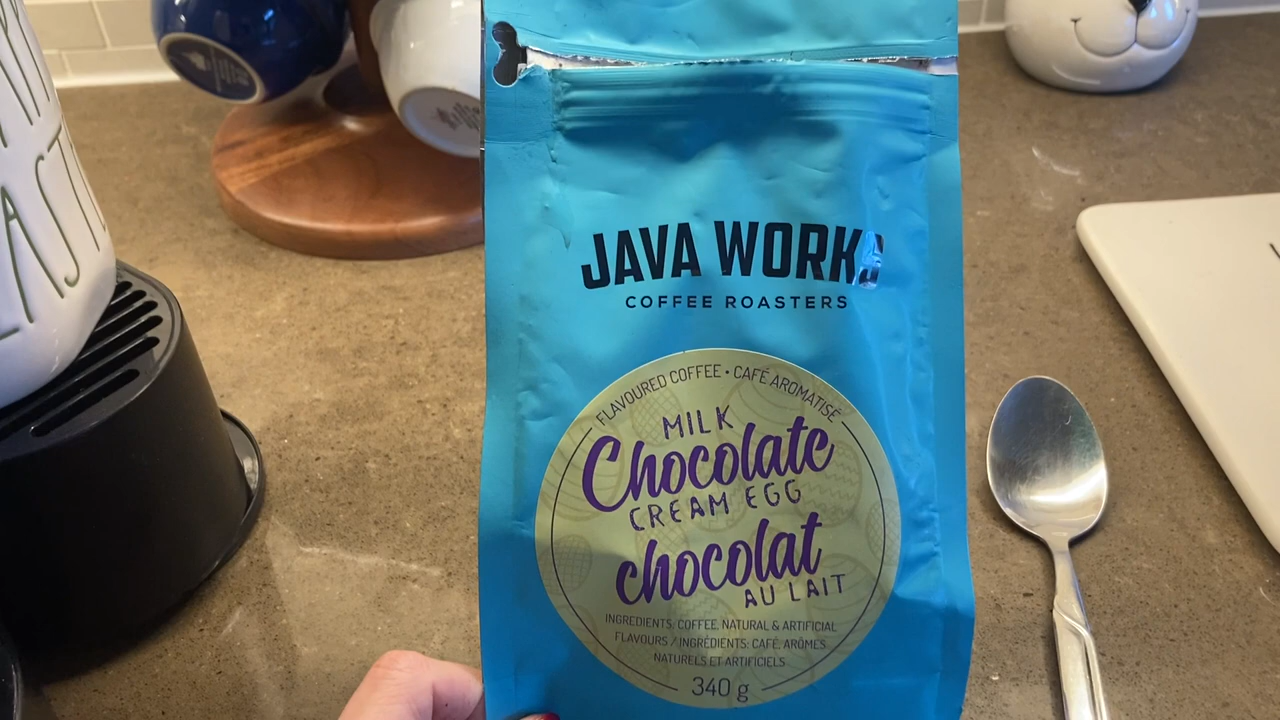 JAVA WORKS
COFFEE ROASTERS
FLAVOURED COFFEE • CAFÉ AROMATISÉ
MILK
Chocolate
CREAM EGG
chocolat
AU LAIT
INGREDIENTS: COFFEE, NATURAL & ARTIFICIAL
FLAVOURS / INGRÉDIENTS: CAFÉ, ARÔMES
NATURELS ET ARTIFICIELS
340 g